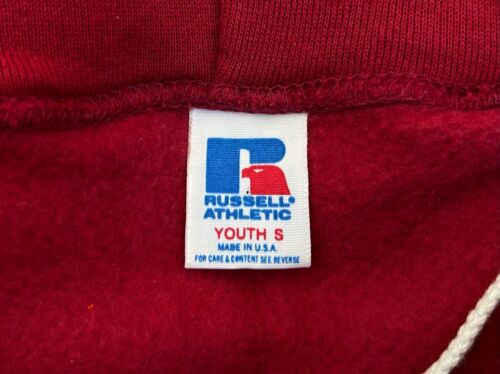 R
RUSSELL®
ATHLETIC
YOUTH S
MADE IN U.S.A.
FOR CARE & CONTENT SEE REVERSE